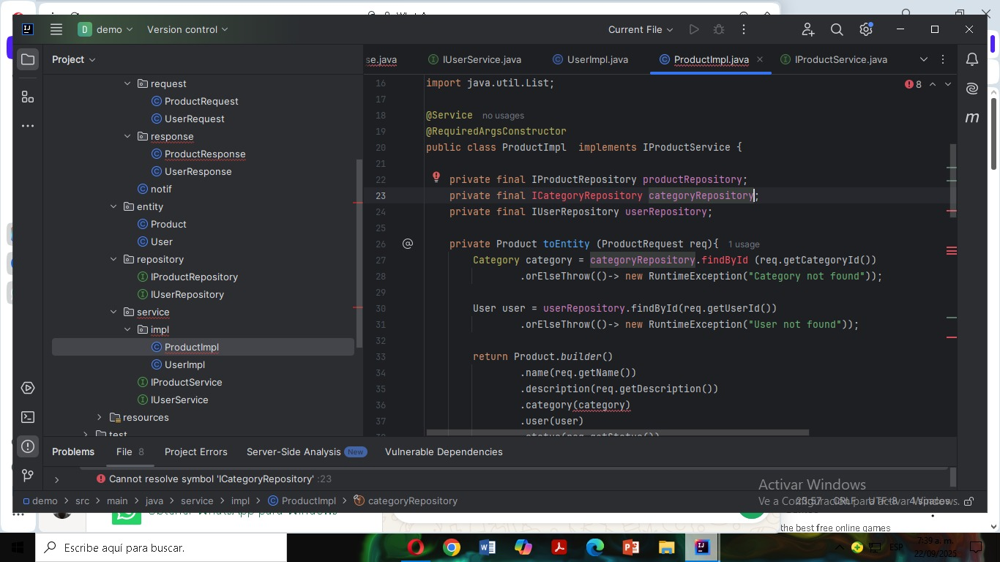 demo
Version control
Current File
Project
se.java
IUserService.java
UserImpl.java
ProductImpl.java
IProductService.java
request
ProductRequest
UserRequest
response
ProductResponse
UserResponse
notif
entity
Product
User
repository
IProductRepository
IUserRepository
service
impl
ProductImpl
UserImpl
IProductService
IUserService
resources
test
8
16 import java.util.List;
17
18 @Service no usages
19 @RequiredArgsConstructor
20 public class ProductImpl  implements IProductService {
21
22 private final IProductRepository productRepository;
23 private final ICategoryRepository categoryRepository;
24 private final IUserRepository userRepository;
25
26 private Product toEntity (ProductRequest req){ 1 usage
27 Category category = categoryRepository.findById (req.getCategoryId())
28 .orElseThrow(()-> new RuntimeException("Category not found"));
29
30 User user = userRepository.findById(req.getUserId())
31 .orElseThrow(()-> new RuntimeException("User not found"));
32
33 return Product.builder()
34 .name(req.getName())
35 .description(req.getDescription())
36 .category(category)
37 .user(user)
38 .status(req.getStatus())
Problems File 8 Project Errors Server-Side Analysis New Vulnerable Dependencies
Cannot resolve symbol 'ICategoryRepository' :23
Activar Windows
Ve a Configuración para activar Windows.
demo > src > main > java > service > impl > ProductImpl > categoryRepository
23:57 CRLF UTF-8 4 spaces
Obtener WhatsApp para Windows
the best free online games
Escribe aquí para buscar.
ESP
7:39 a. m.
22/09/2025